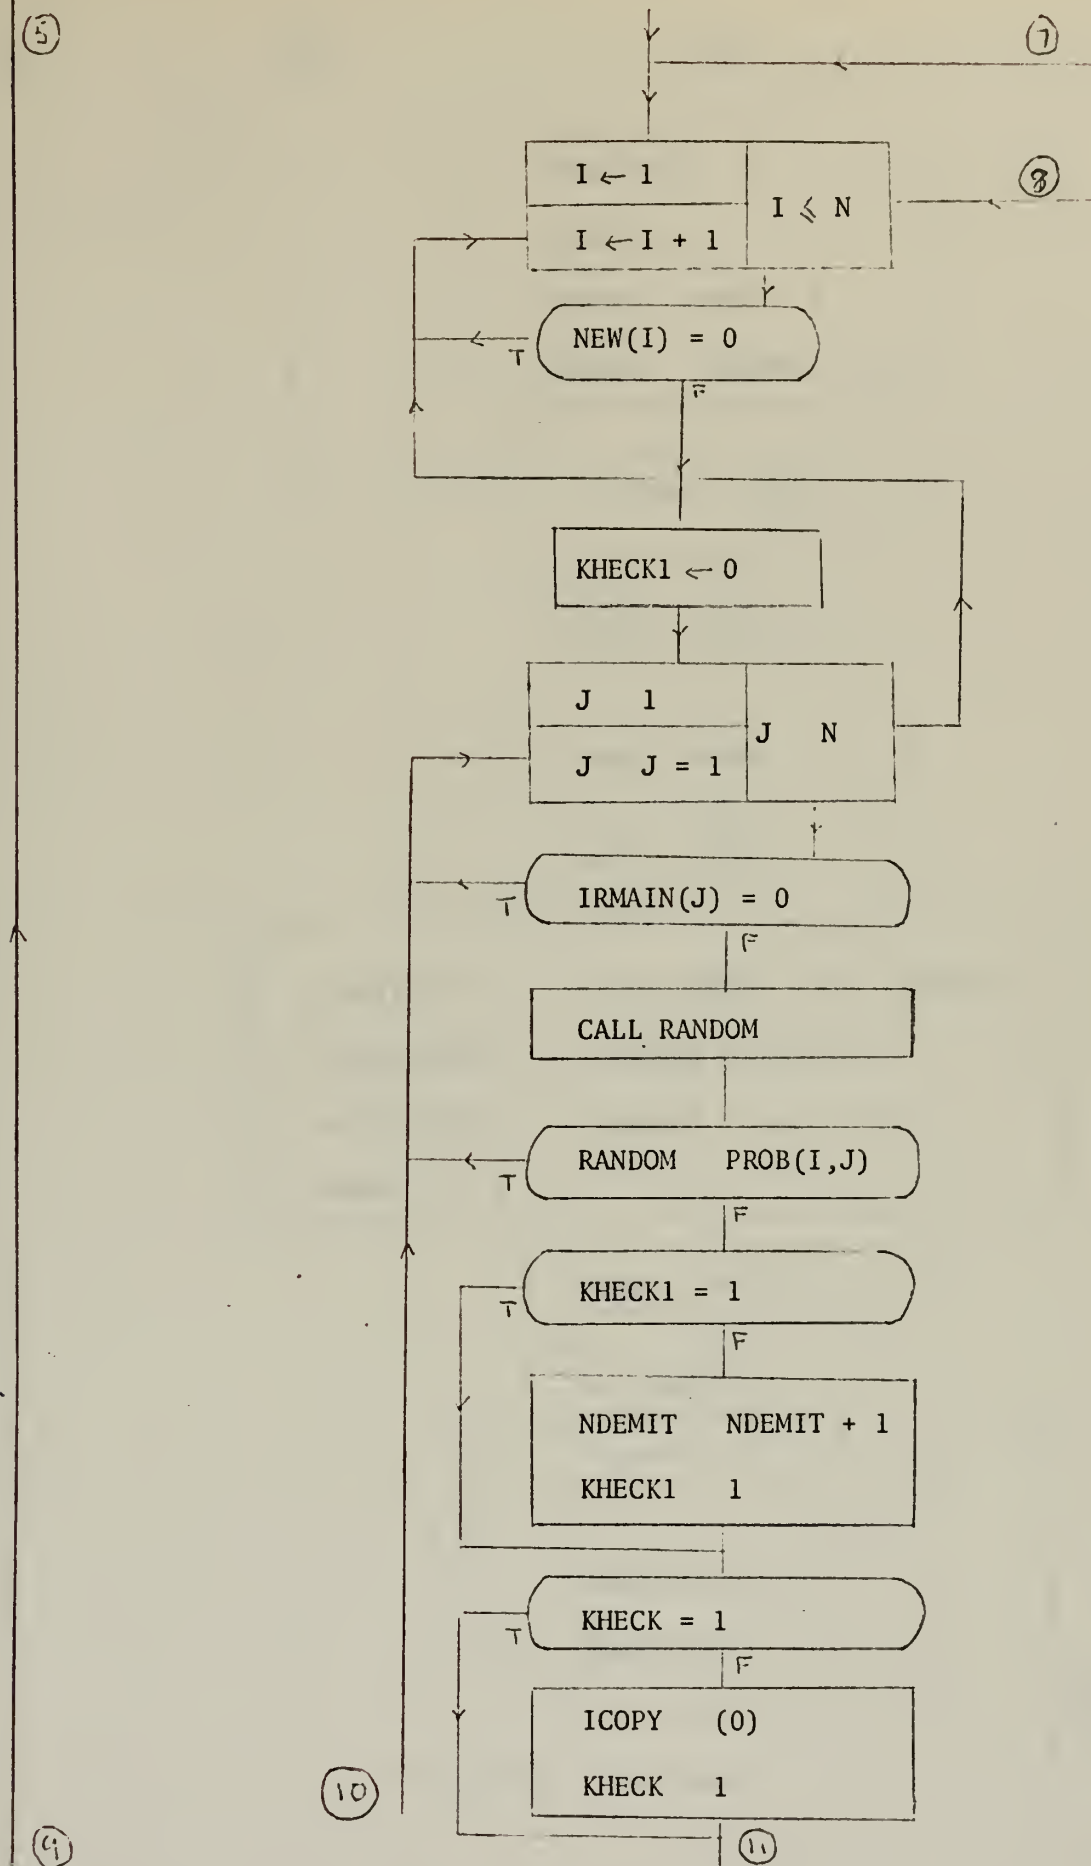 5
7
I ← 1
I ≤ N
8
I ← I + 1
NEW(I) = 0
T
F
KHECK1 ← 0
J 1
J N
J J = 1
IRMAIN(J) = 0
T
F
CALL RANDOM
RANDOM PROB(I,J)
T
F
KHECK1 = 1
T
F
NDEMIT NDEMIT + 1
KHECK1 1
KHECK = 1
T
F
ICOPY (0)
KHECK 1
10
11
9